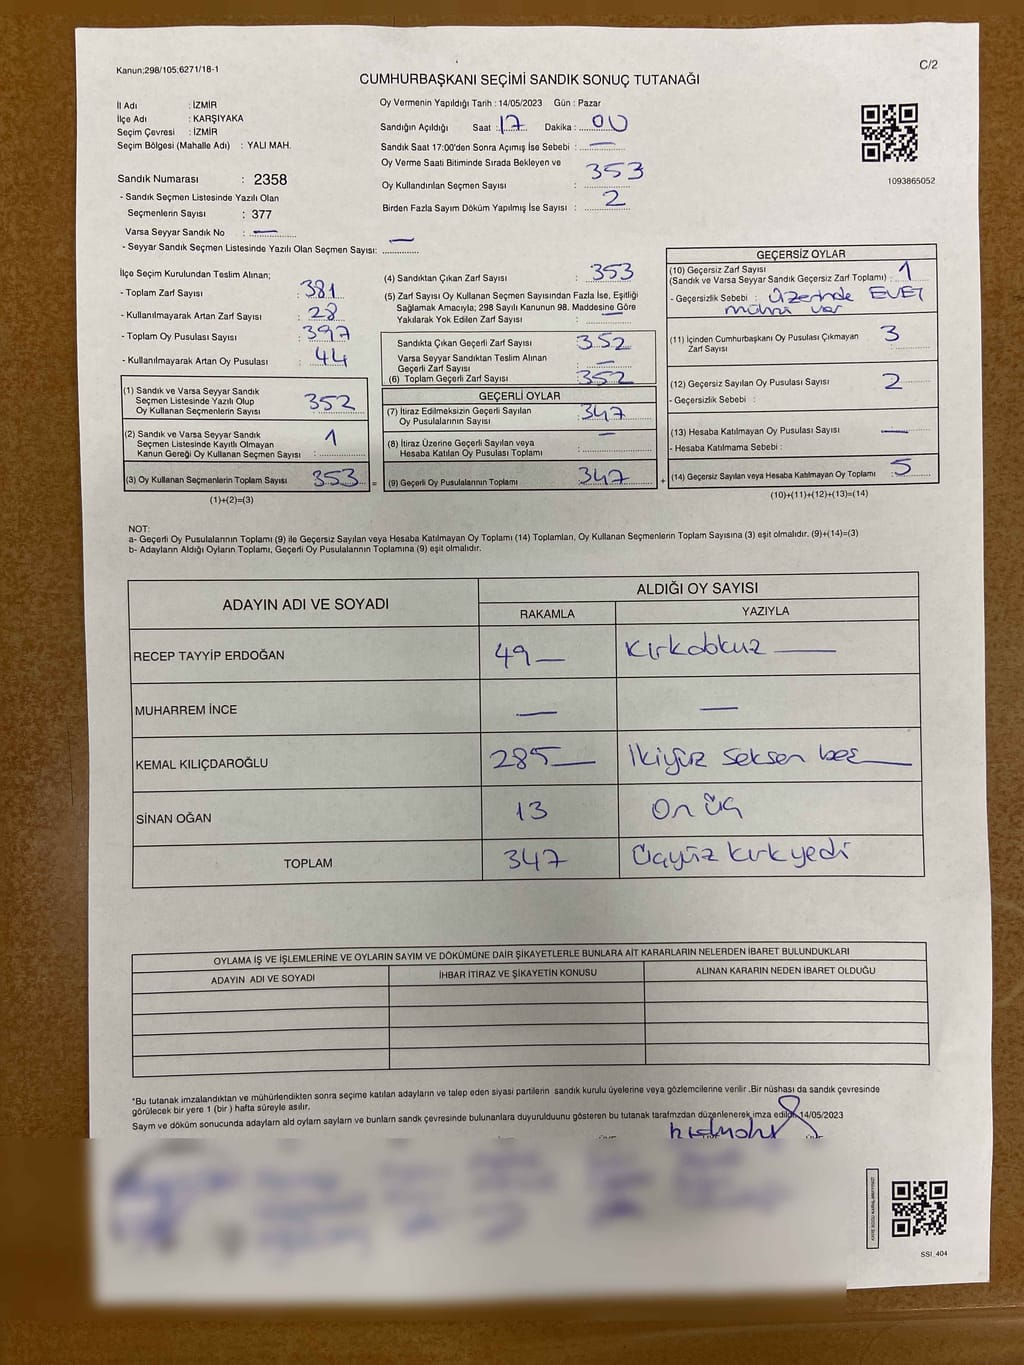 Kanun;298/105;6271/18-1
C/2
CUMHURBAŞKANI SEÇİMİ SANDIK SONUÇ TUTANAĞI
İl Adı : İZMİR
İlçe Adı : KARŞIYAKA
Seçim Çevresi : İZMİR
Seçim Bölgesi (Mahalle Adı) : YALI MAH.
Sandık Numarası : 2358
- Sandık Seçmen Listesinde Yazılı Olan
Seçmenlerin Sayısı : 377
Varsa Seyyar Sandık No : —
- Seyyar Sandık Seçmen Listesinde Yazılı Olan Seçmen Sayısı: —
Oy Vermenin Yapıldığı Tarih : 14/05/2023 Gün : Pazar
Sandığın Açıldığı Saat : 17 Dakika : 00
Sandık Saat 17:00'den Sonra Açımış İse Sebebi : —
Oy Verme Saati Bitiminde Sırada Bekleyen ve
Oy Kullandırılan Seçmen Sayısı : 353
Birden Fazla Sayım Döküm Yapılmış İse Sayısı : 2
1093865052
İlçe Seçim Kurulundan Teslim Alınan;
- Toplam Zarf Sayısı : 381
- Kullanılmayarak Artan Zarf Sayısı : 28
- Toplam Oy Pusulası Sayısı : 397
- Kullanılmayarak Artan Oy Pusulası : 44
(1) Sandık ve Varsa Seyyar Sandık
Seçmen Listesinde Yazılı Olup
Oy Kullanan Seçmenlerin Sayısı : 352
(2) Sandık ve Varsa Seyyar Sandık
Seçmen Listesinde Kayıtlı Olmayan
Kanun Gereği Oy Kullanan Seçmen Sayısı : 1
(3) Oy Kullanan Seçmenlerin Toplam Sayısı : 353 =
(1)+(2)=(3)
(4) Sandıktan Çıkan Zarf Sayısı : 353
(5) Zarf Sayısı Oy Kullanan Seçmen Sayısından Fazla İse, Eşitliği
Sağlamak Amacıyla; 298 Sayılı Kanunun 98. Maddesine Göre
Yakılarak Yok Edilen Zarf Sayısı : —
Sandıkta Çıkan Geçerli Zarf Sayısı : 352
Varsa Seyyar Sandıktan Teslim Alınan
Geçerli Zarf Sayısı : —
(6) Toplam Geçerli Zarf Sayısı : 352
GEÇERLİ OYLAR
(7) İtiraz Edilmeksizin Geçerli Sayılan
Oy Pusulalarının Sayısı : 347
(8) İtiraz Üzerine Geçerli Sayılan veya
Hesaba Katılan Oy Pusulası Toplamı : —
(9) Geçerli Oy Pusulalarının Toplamı : 347 +
GEÇERSİZ OYLAR
(10) Geçersiz Zarf Sayısı
(Sandık ve Varsa Seyyar Sandık Geçersiz Zarf Toplamı) : 1
- Geçersizlik Sebebi : Üzerinde EVET
mührü var
(11) İçinden Cumhurbaşkanı Oy Pusulası Çıkmayan
Zarf Sayısı : 3
(12) Geçersiz Sayılan Oy Pusulası Sayısı : 2
- Geçersizlik Sebebi :
(13) Hesaba Katılmayan Oy Pusulası Sayısı : —
- Hesaba Katılmama Sebebi :
(14) Geçersiz Sayılan veya Hesaba Katılmayan Oy Toplamı : 5
(10)+(11)+(12)+(13)=(14)
NOT:
a- Geçerli Oy Pusulalarının Toplamı (9) ile Geçersiz Sayılan veya Hesaba Katılmayan Oy Toplamı (14) Toplamları, Oy Kullanan Seçmenlerin Toplam Sayısına (3) eşit olmalıdır. (9)+(14)=(3)
b- Adayların Aldığı Oyların Toplamı, Geçerli Oy Pusulalarının Toplamına (9) eşit olmalıdır.
ADAYIN ADI VE SOYADI
ALDIĞI OY SAYISI
RAKAMLA YAZIYLA
RECEP TAYYİP ERDOĞAN 49— Kırkdokuz —
MUHARREM İNCE — —
KEMAL KILIÇDAROĞLU 285— İkiyüz seksen beş—
SİNAN OĞAN 13 On üç
TOPLAM 347 Üçyüz kırk yedi
OYLAMA İŞ VE İŞLEMLERİNE VE OYLARIN SAYIM VE DÖKÜMÜNE DAİR ŞİKAYETLERLE BUNLARA AİT KARARLARIN NELERDEN İBARET BULUNDUKLARI
ADAYIN ADI VE SOYADI İHBAR İTİRAZ VE ŞİKAYETİN KONUSU ALINAN KARARIN NEDEN İBARET OLDUĞU
*Bu tutanak imzalandıktan ve mühürlendikten sonra seçime katılan adayların ve talep eden siyasi partilerin sandık kurulu üyelerine veya gözlemcilerine verilir .Bir nüshası da sandık çevresinde
görülecek bir yere 1 (bir ) hafta süreyle asılır.
Saym ve döküm sonucunda adayların ald oylarn saylarn ve bunlarn sandk çevresinde bulunanlara duyurulduunu gösteren bu tutanak tarafmzdan düzenlenerek imza edildi. 14/05/2023
SSI_404